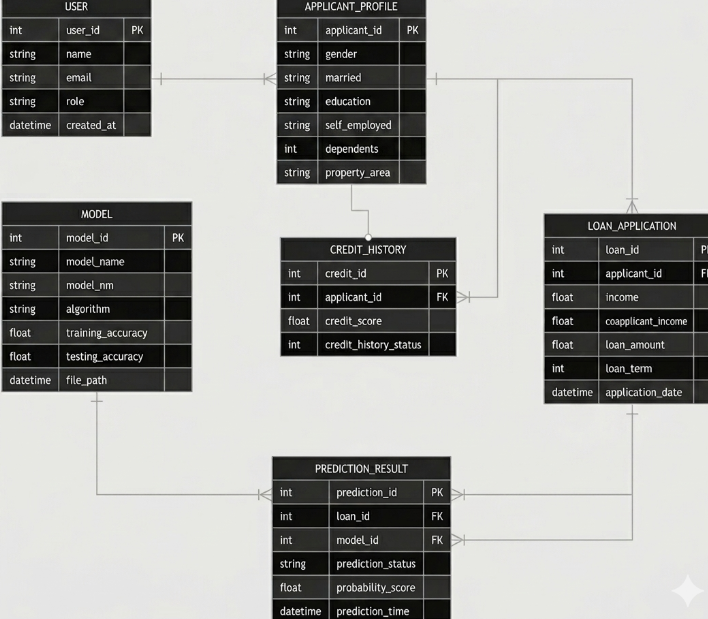 USER
int user_id PK
string name
string email
string role
datetime created_at
APPLICANT_PROFILE
int applicant_id PK
string gender
string married
string education
string self_employed
int dependents
string property_area
MODEL
int model_id PK
string model_name
string model_nm
string algorithm
float training_accuracy
float testing_accuracy
datetime file_path
CREDIT_HISTORY
int credit_id PK
int applicant_id FK
float credit_score
int credit_history_status
LOAN_APPLICATION
int loan_id
int applicant_id
float income
float coapplicant_income
float loan_amount
int loan_term
datetime application_date
PREDICTION_RESULT
int prediction_id PK
int loan_id FK
int model_id FK
string prediction_status
float probability_score
datetime prediction_time